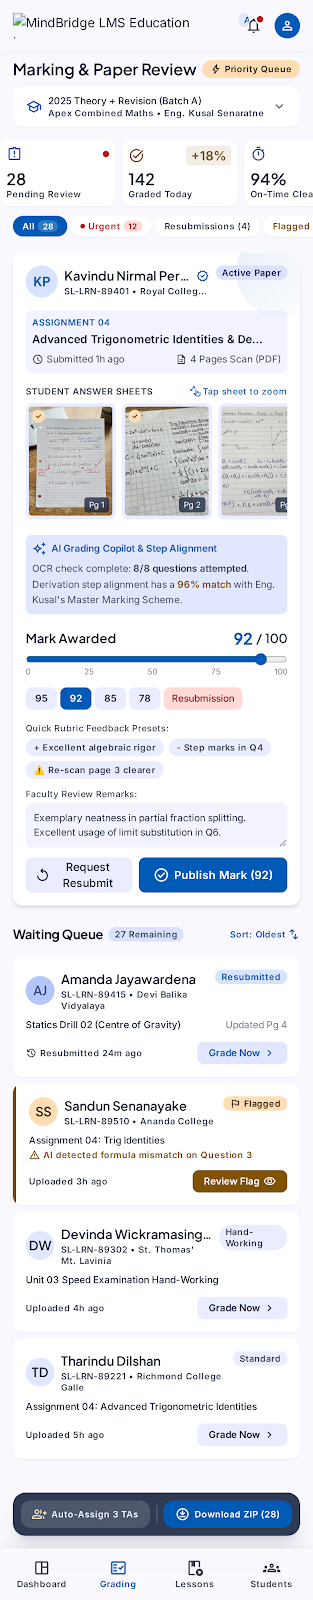 MindBridge LMS Education
Marking & Paper Review
Priority Queue
2025 Theory + Revision (Batch A)
Apex Combined Maths • Eng. Kusal Senaratne
28
Pending Review
+18%
142
Graded Today
94%
On-Time Clea
All 28
Urgent 12
Resubmissions (4)
Flagged
KP
Kavindu Nirmal Per...
Active Paper
SL-LRN-89401 • Royal Colleg...
ASSIGNMENT 04
Advanced Trigonometric Identities & De...
Submitted 1h ago
4 Pages Scan (PDF)
STUDENT ANSWER SHEETS
Tap sheet to zoom
Pg 1
Pg 2
Pg
AI Grading Copilot & Step Alignment
OCR check complete: 8/8 questions attempted.
Derivation step alignment has a 96% match with Eng.
Kusal's Master Marking Scheme.
Mark Awarded
92 / 100
0 25 50 75 100
95
92
85
78
Resubmission
Quick Rubric Feedback Presets:
+ Excellent algebraic rigor
- Step marks in Q4
⚠️ Re-scan page 3 clearer
Faculty Review Remarks:
Exemplary neatness in partial fraction splitting.
Excellent usage of limit substitution in Q6.
Request
Resubmit
Publish Mark (92)
Waiting Queue
27 Remaining
Sort: Oldest
AJ
Amanda Jayawardena
Resubmitted
SL-LRN-89415 • Devi Balika
Vidyalaya
Statics Drill 02 (Centre of Gravity)
Updated Pg 4
Resubmitted 24m ago
Grade Now
SS
Sandun Senanayake
Flagged
SL-LRN-89510 • Ananda College
Assignment 04: Trig Identities
AI detected formula mismatch on Question 3
Uploaded 3h ago
Review Flag
DW
Devinda Wickramasing...
Hand-
Working
SL-LRN-89302 • St. Thomas'
Mt. Lavinia
Unit 03 Speed Examination Hand-Working
Uploaded 4h ago
Grade Now
TD
Tharindu Dilshan
Standard
SL-LRN-89221 • Richmond College
Galle
Assignment 04: Advanced Trigonometric Identities
Uploaded 5h ago
Grade Now
Auto-Assign 3 TAs
Download ZIP (28)
Dashboard
Grading
Lessons
Students